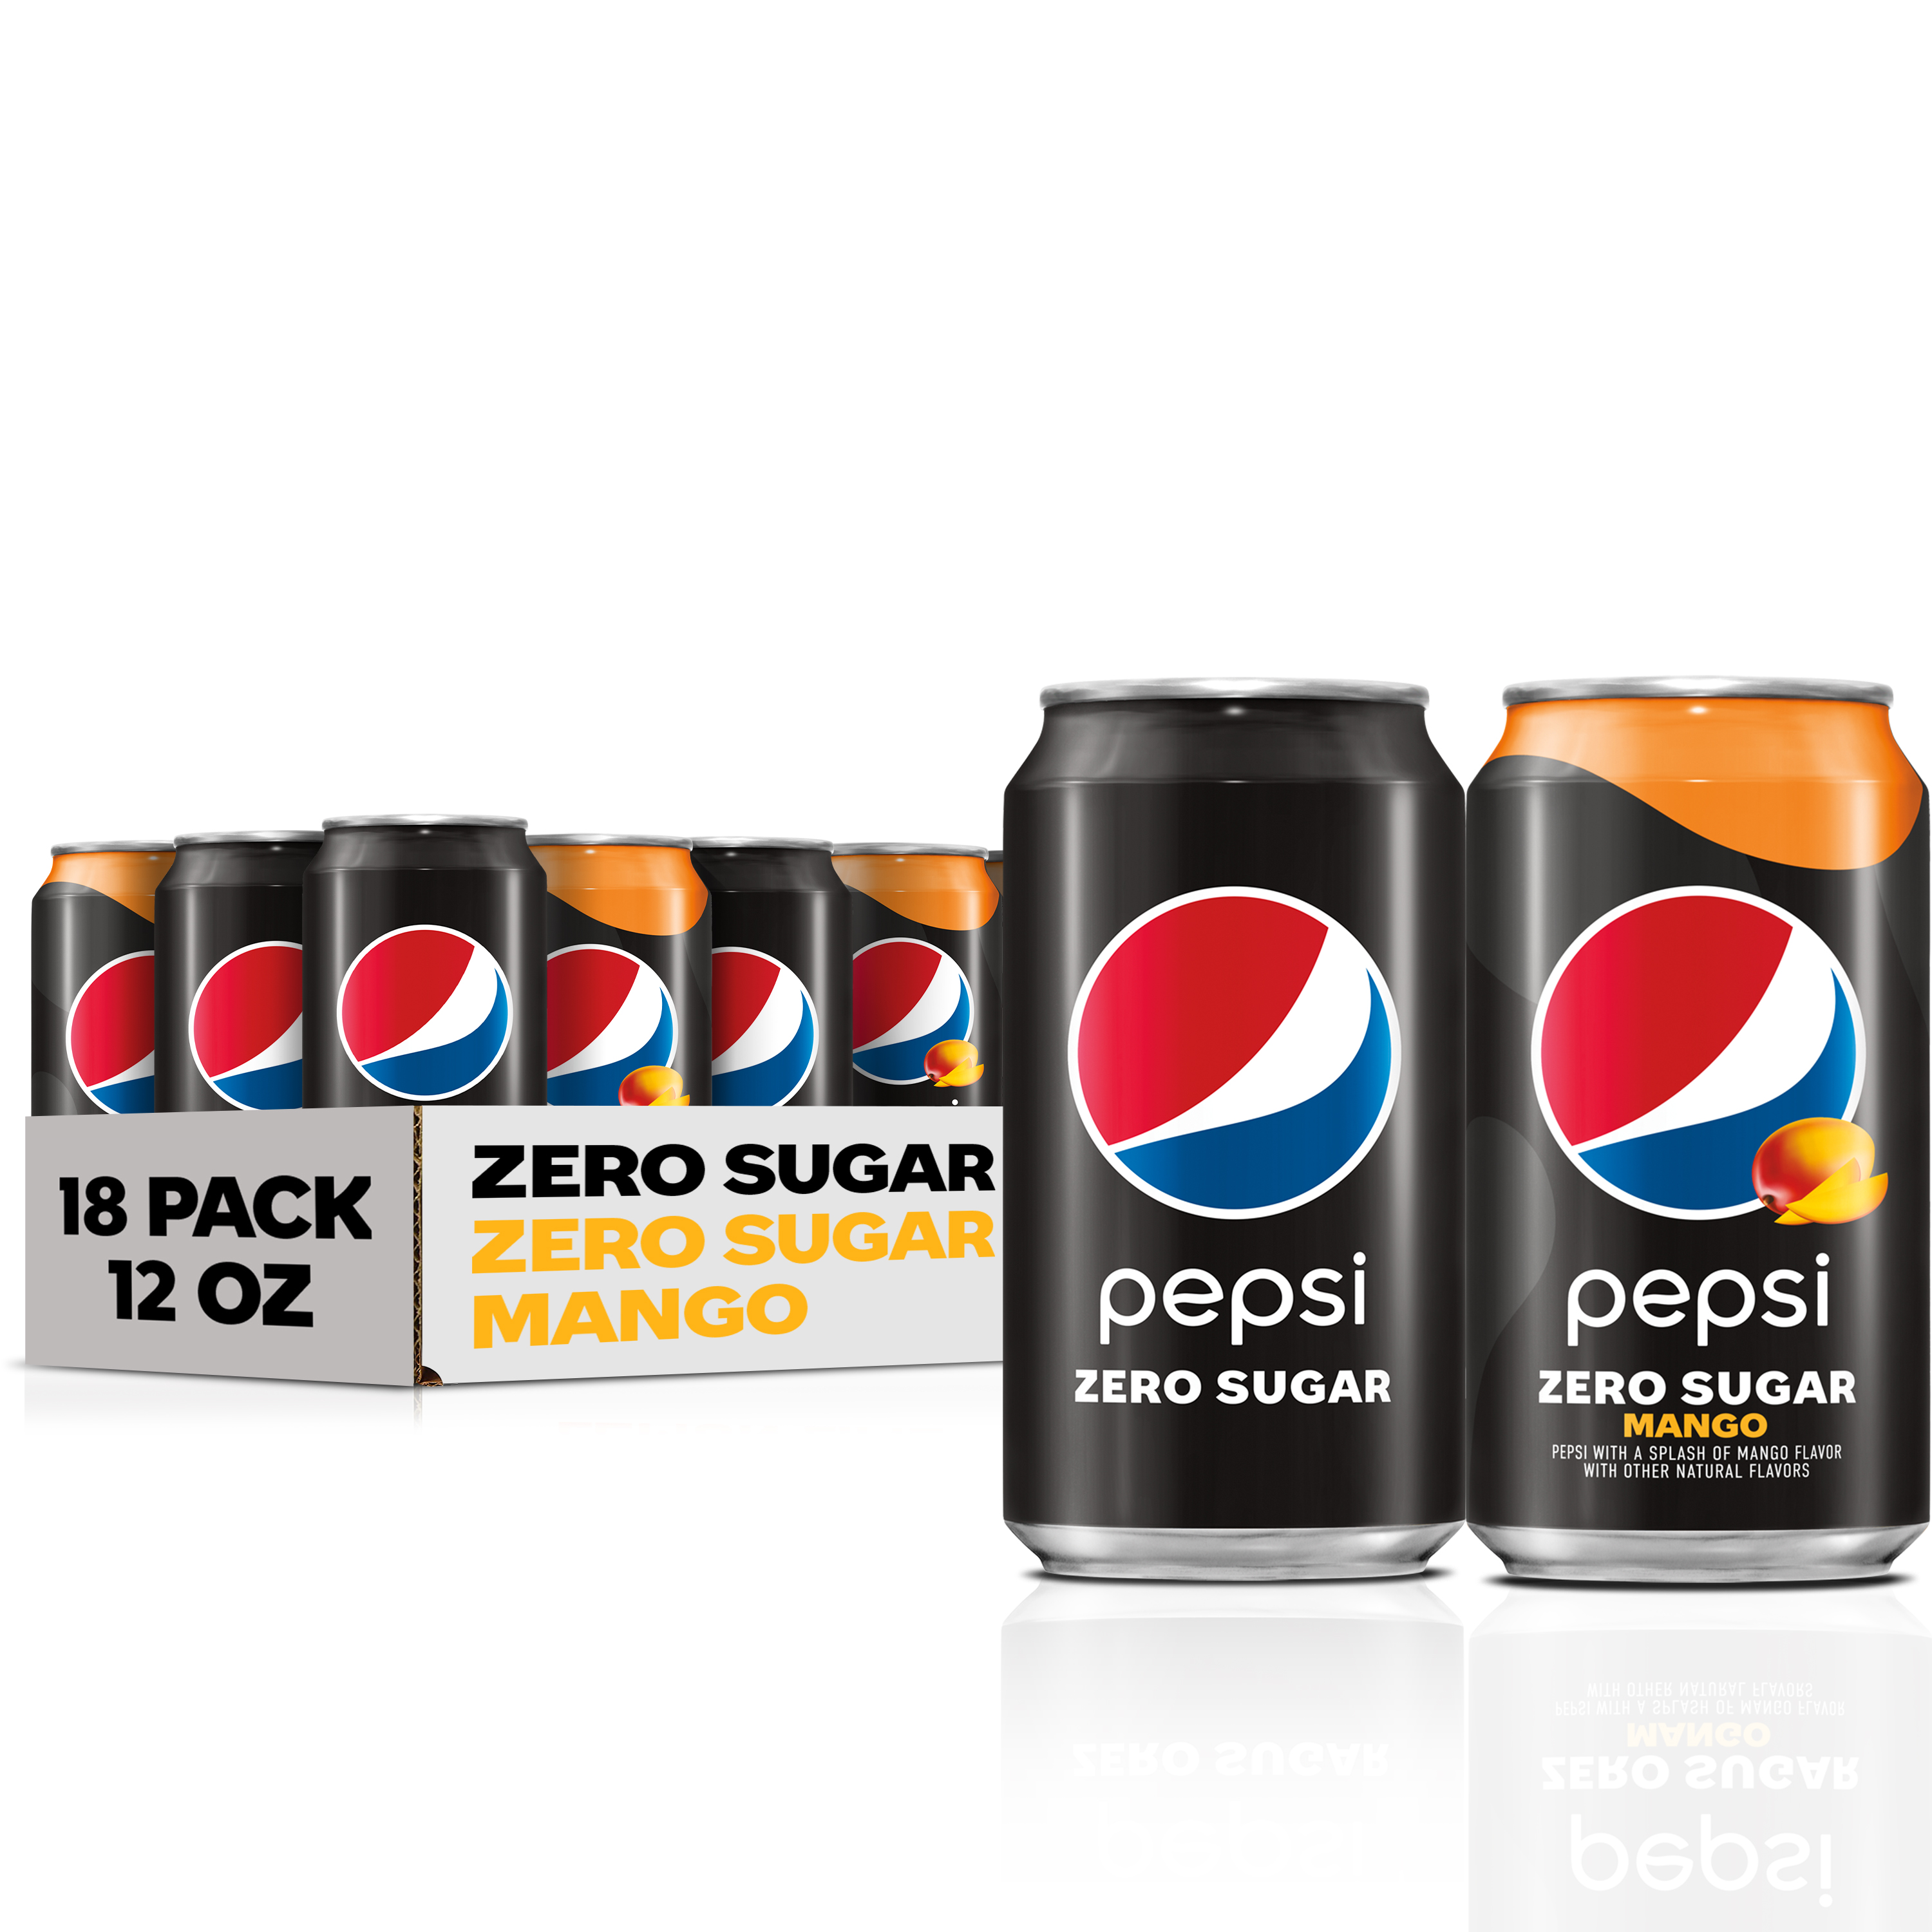 18 PACK
12 OZ
ZERO SUGAR
ZERO SUGAR
MANGO
pepsi
ZERO SUGAR
pepsi
ZERO SUGAR
MANGO
PEPSI WITH A SPLASH OF MANGO FLAVOR
WITH OTHER NATURAL FLAVORS